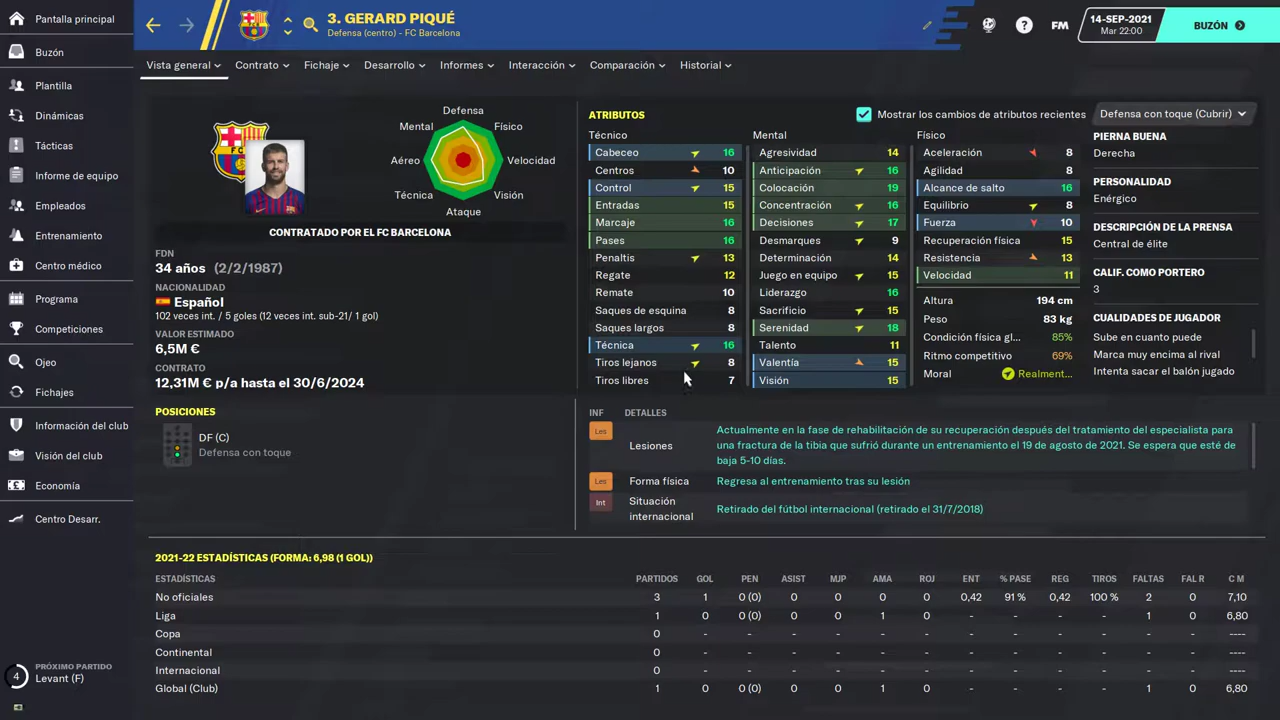 Pantalla principal
3. GERARD PIQUÉ
Defensa (centro) - FC Barcelona
FM
14-SEP-2021
Mar 22:00
BUZÓN
Buzón
Plantilla
Dinámicas
Tácticas
Informe de equipo
Empleados
Entrenamiento
Centro médico
Programa
Competiciones
Ojeo
Fichajes
Información del club
Visión del club
Economía
Centro Desarr.
4
PRÓXIMO PARTIDO
Levant (F)
Vista general
Contrato
Fichaje
Desarrollo
Informes
Interacción
Comparación
Historial
Defensa
Mental
Físico
Aéreo
Velocidad
Técnica
Visión
Ataque
CONTRATADO POR EL FC BARCELONA
FDN
34 años (2/2/1987)
NACIONALIDAD
Español
102 veces int. / 5 goles (12 veces int. sub-21/ 1 gol)
VALOR ESTIMADO
6,5M €
CONTRATO
12,31M € p/a hasta el 30/6/2024
POSICIONES
DF (C)
Defensa con toque
ATRIBUTOS
Mostrar los cambios de atributos recientes
Defensa con toque (Cubrir)
Técnico
Cabeceo 16
Centros 10
Control 15
Entradas 15
Marcaje 16
Pases 16
Penaltis 13
Regate 12
Remate 10
Saques de esquina 8
Saques largos 8
Técnica 16
Tiros lejanos 8
Tiros libres 7
Mental
Agresividad 14
Anticipación 16
Colocación 19
Concentración 16
Decisiones 17
Desmarques 9
Determinación 14
Juego en equipo 15
Liderazgo 16
Sacrificio 15
Serenidad 18
Talento 11
Valentía 15
Visión 15
Físico
Aceleración 8
Agilidad 8
Alcance de salto 16
Equilibrio 8
Fuerza 10
Recuperación física 15
Resistencia 13
Velocidad 11
Altura 194 cm
Peso 83 kg
Condición física gl... 85%
Ritmo competitivo 69%
Moral Realment...
PIERNA BUENA
Derecha
PERSONALIDAD
Enérgico
DESCRIPCIÓN DE LA PRENSA
Central de élite
CALIF. COMO PORTERO
3
CUALIDADES DE JUGADOR
Sube en cuanto puede
Marca muy encima al rival
Intenta sacar el balón jugado
INF DETALLES
Les
Lesiones
Actualmente en la fase de rehabilitación de su recuperación después del tratamiento del especialista para
una fractura de la tibia que sufrió durante un entrenamiento el 19 de agosto de 2021. Se espera que esté de
baja 5-10 días.
Les Forma física Regresa al entrenamiento tras su lesión
Int Situación
internacional
Retirado del fútbol internacional (retirado el 31/7/2018)
2021-22 ESTADÍSTICAS (FORMA: 6,98 (1 GOL))
ESTADÍSTICAS PARTIDOS GOL PEN ASIST MJP AMA ROJ ENT % PASE REG TIROS FALTAS FAL R C M
No oficiales 3 1 0 (0) 0 0 0 0 0,42 91 % 0,42 100 % 2 0 7,10
Liga 1 0 0 (0) 0 0 1 0 - - - - 1 0 6,80
Copa 0 - - - - - - - - - - - - ----
Continental 0 - - - - - - - - - - - - ----
Internacional 0 - - - - - - - - - - - - ----
Global (Club) 1 0 0 (0) 0 0 1 0 - - - - 1 0 6,80